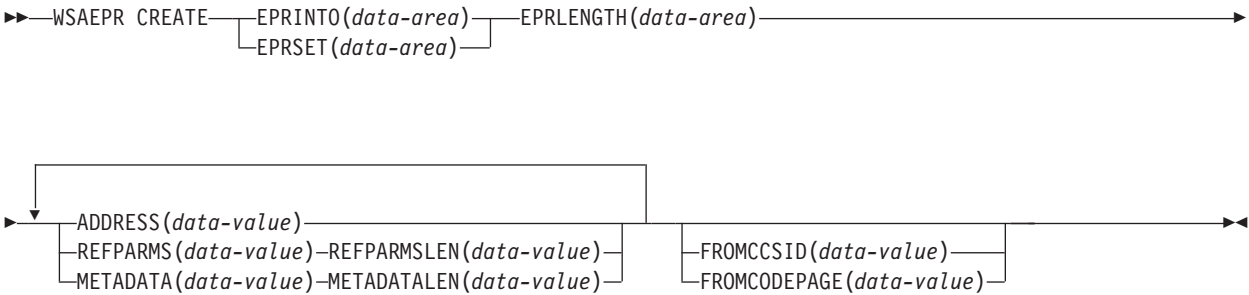 WSAEPR CREATE EPRINTO(data-area) EPRLENGTH(data-area)
EPRSET(data-area)
ADDRESS(data-value)
REFPARMS(data-value) REFPARMSLEN(data-value) FROMCCSID(data-value)
METADATA(data-value) METADATALEN(data-value) FROMCODEPAGE(data-value)